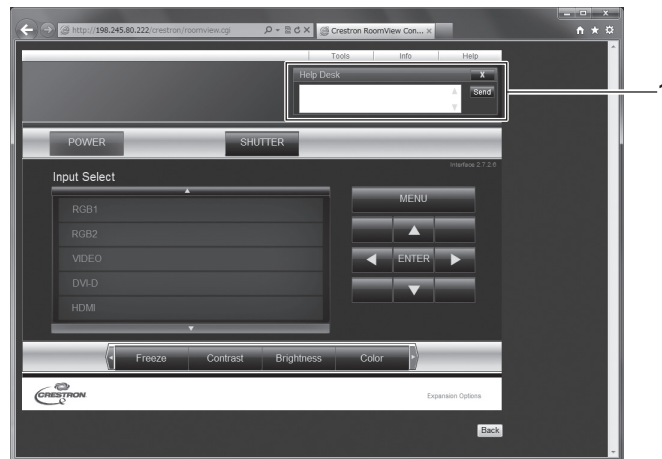 http://198.245.80.222/crestron/roomview.cgi
Crestron RoomView Con... ×
Tools Info Help
Help Desk X
Send
1
POWER SHUTTER
Interface 2.7.2.6
Input Select
MENU
RGB1
RGB2
VIDEO
ENTER
DVI-D
HDMI
Freeze Contrast Brightness Color
CRESTRON
Expansion Options
Back